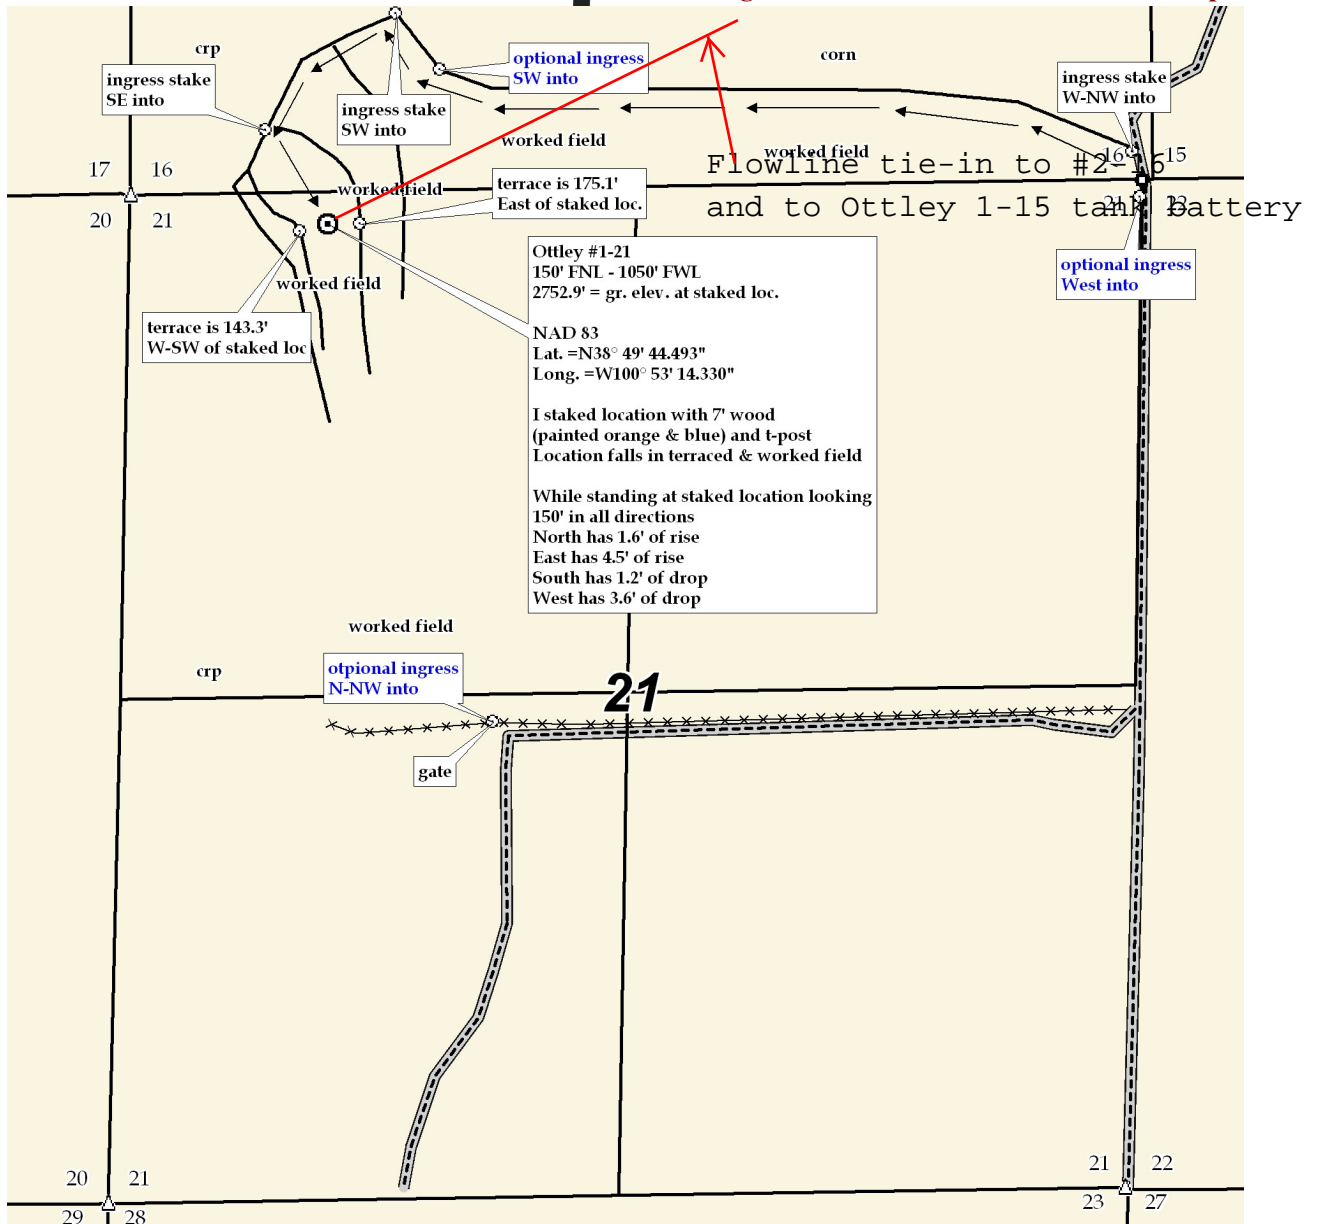 crp
corn
optional ingress
SW into
ingress stake
SE into
ingress stake
SW into
ingress stake
W-NW into
worked field
worked field
16 15
Flowline tie-in to #2-16
and to Ottley 1-15 tank battery
17 16
20 21
21 22
worked field
terrace is 175.1'
East of staked loc.
optional ingress
West into
worked field
terrace is 143.3'
W-SW of staked loc
Ottley #1-21
150' FNL - 1050' FWL
2752.9' = gr. elev. at staked loc.
NAD 83
Lat. =N38° 49' 44.493"
Long. =W100° 53' 14.330"
I staked location with 7' wood
(painted orange & blue) and t-post
Location falls in terraced & worked field
While standing at staked location looking
150' in all directions
North has 1.6' of rise
East has 4.5' of rise
South has 1.2' of drop
West has 3.6' of drop
worked field
crp
otpional ingress
N-NW into
21
gate
20 21
29 28
21 22
23 27